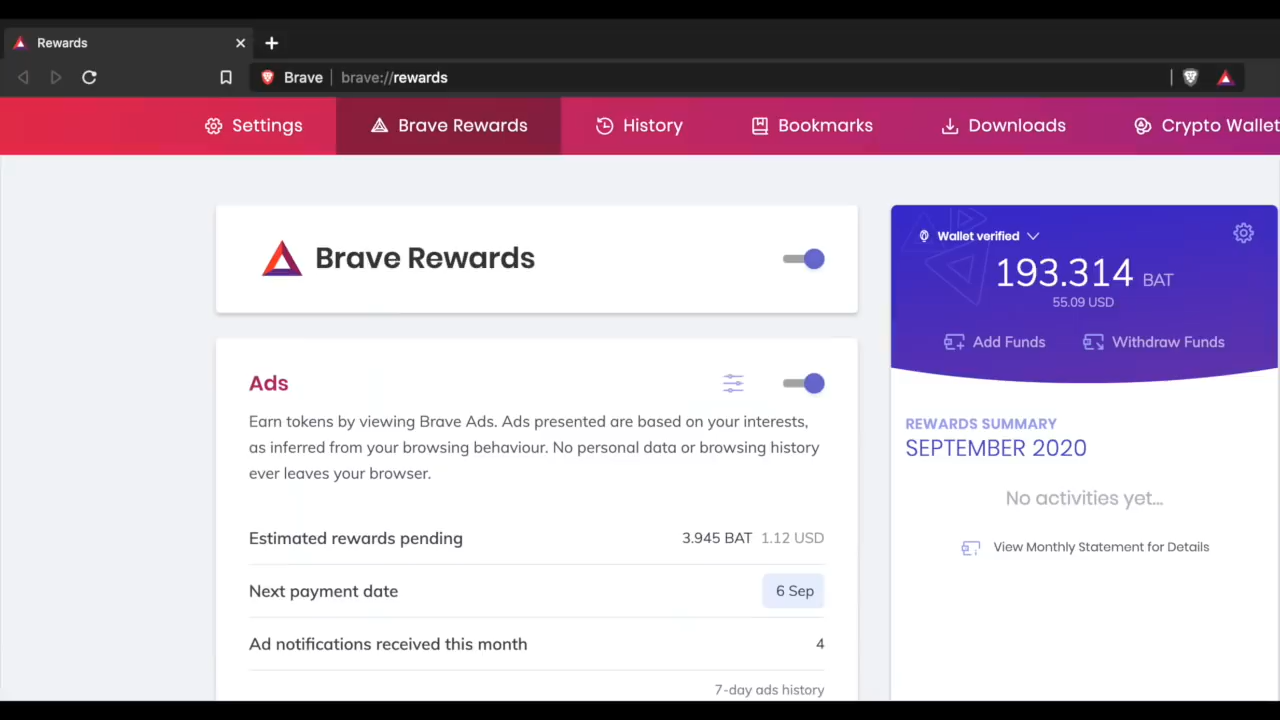 Rewards
Brave brave://rewards
Settings Brave Rewards History Bookmarks Downloads Crypto Wallet
Brave Rewards
Ads
Earn tokens by viewing Brave Ads. Ads presented are based on your interests,
as inferred from your browsing behaviour. No personal data or browsing history
ever leaves your browser.
Estimated rewards pending 3.945 BAT 1.12 USD
Next payment date 6 Sep
Ad notifications received this month 4
7-day ads history
Wallet verified
193.314 BAT
55.09 USD
Add Funds Withdraw Funds
REWARDS SUMMARY
SEPTEMBER 2020
No activities yet...
View Monthly Statement for Details